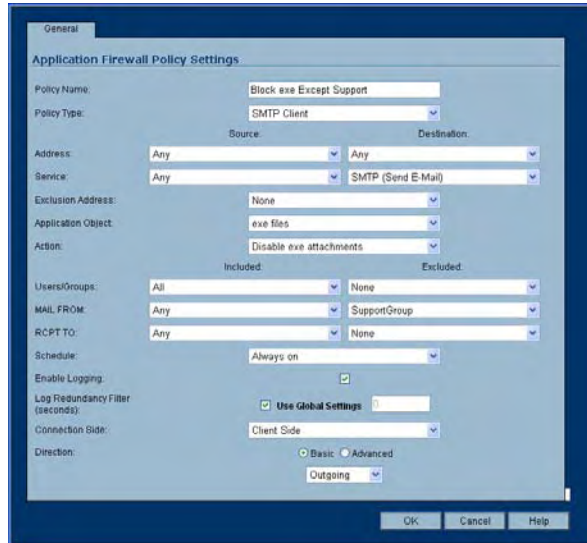 General
Application Firewall Policy Settings
Policy Name: Block exe Except Support
Policy Type: SMTP Client
Source: Destination:
Address: Any Any
Service: Any SMTP (Send E-Mail)
Exclusion Address: None
Application Object: exe files
Action: Disable exe attachments
Included: Excluded:
Users/Groups: All None
MAIL FROM: Any SupportGroup
RCPT TO: Any None
Schedule: Always on
Enable Logging:
Log Redundancy Filter (seconds): Use Global Settings 0
Connection Side: Client Side
Direction: Basic Advanced
Outgoing
OK Cancel Help